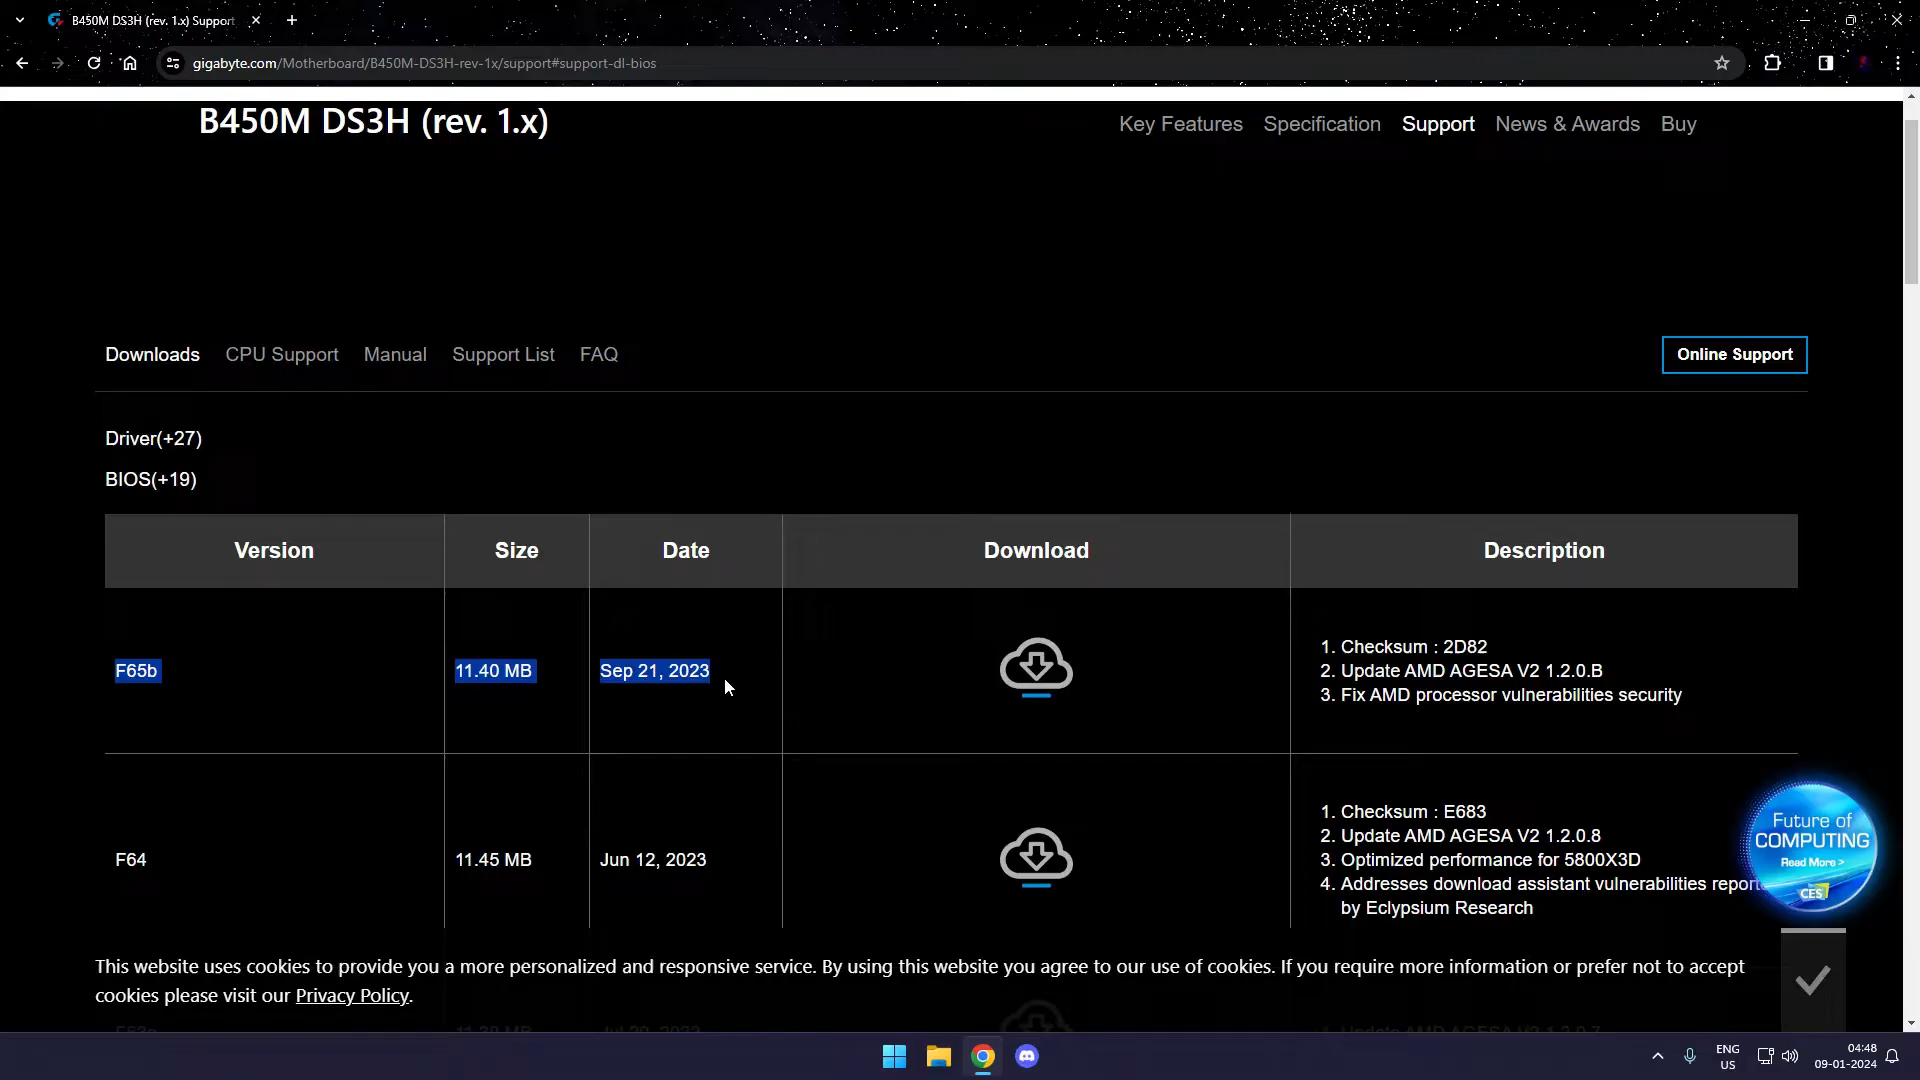 B450M DS3H (rev. 1.x) Support
gigabyte.com/Motherboard/B450M-DS3H-rev-1x/support#support-dl-bios
B450M DS3H (rev. 1.x)
Key Features Specification Support News & Awards Buy
Downloads CPU Support Manual Support List FAQ
Online Support
Driver(+27)
BIOS(+19)
Version Size Date Download Description
F65b 11.40 MB Sep 21, 2023
1. Checksum : 2D82
2. Update AMD AGESA V2 1.2.0.B
3. Fix AMD processor vulnerabilities security
F64 11.45 MB Jun 12, 2023
1. Checksum : E683
2. Update AMD AGESA V2 1.2.0.8
3. Optimized performance for 5800X3D
4. Addresses download assistant vulnerabilities
by Eclypsium Research
Future of
COMPUTING
Read More >
CES
This website uses cookies to provide you a more personalized and responsive service. By using this website you agree to our use of cookies. If you require more information or prefer not to accept
cookies please visit our Privacy Policy.
ENG
US
04:48
09-01-2024